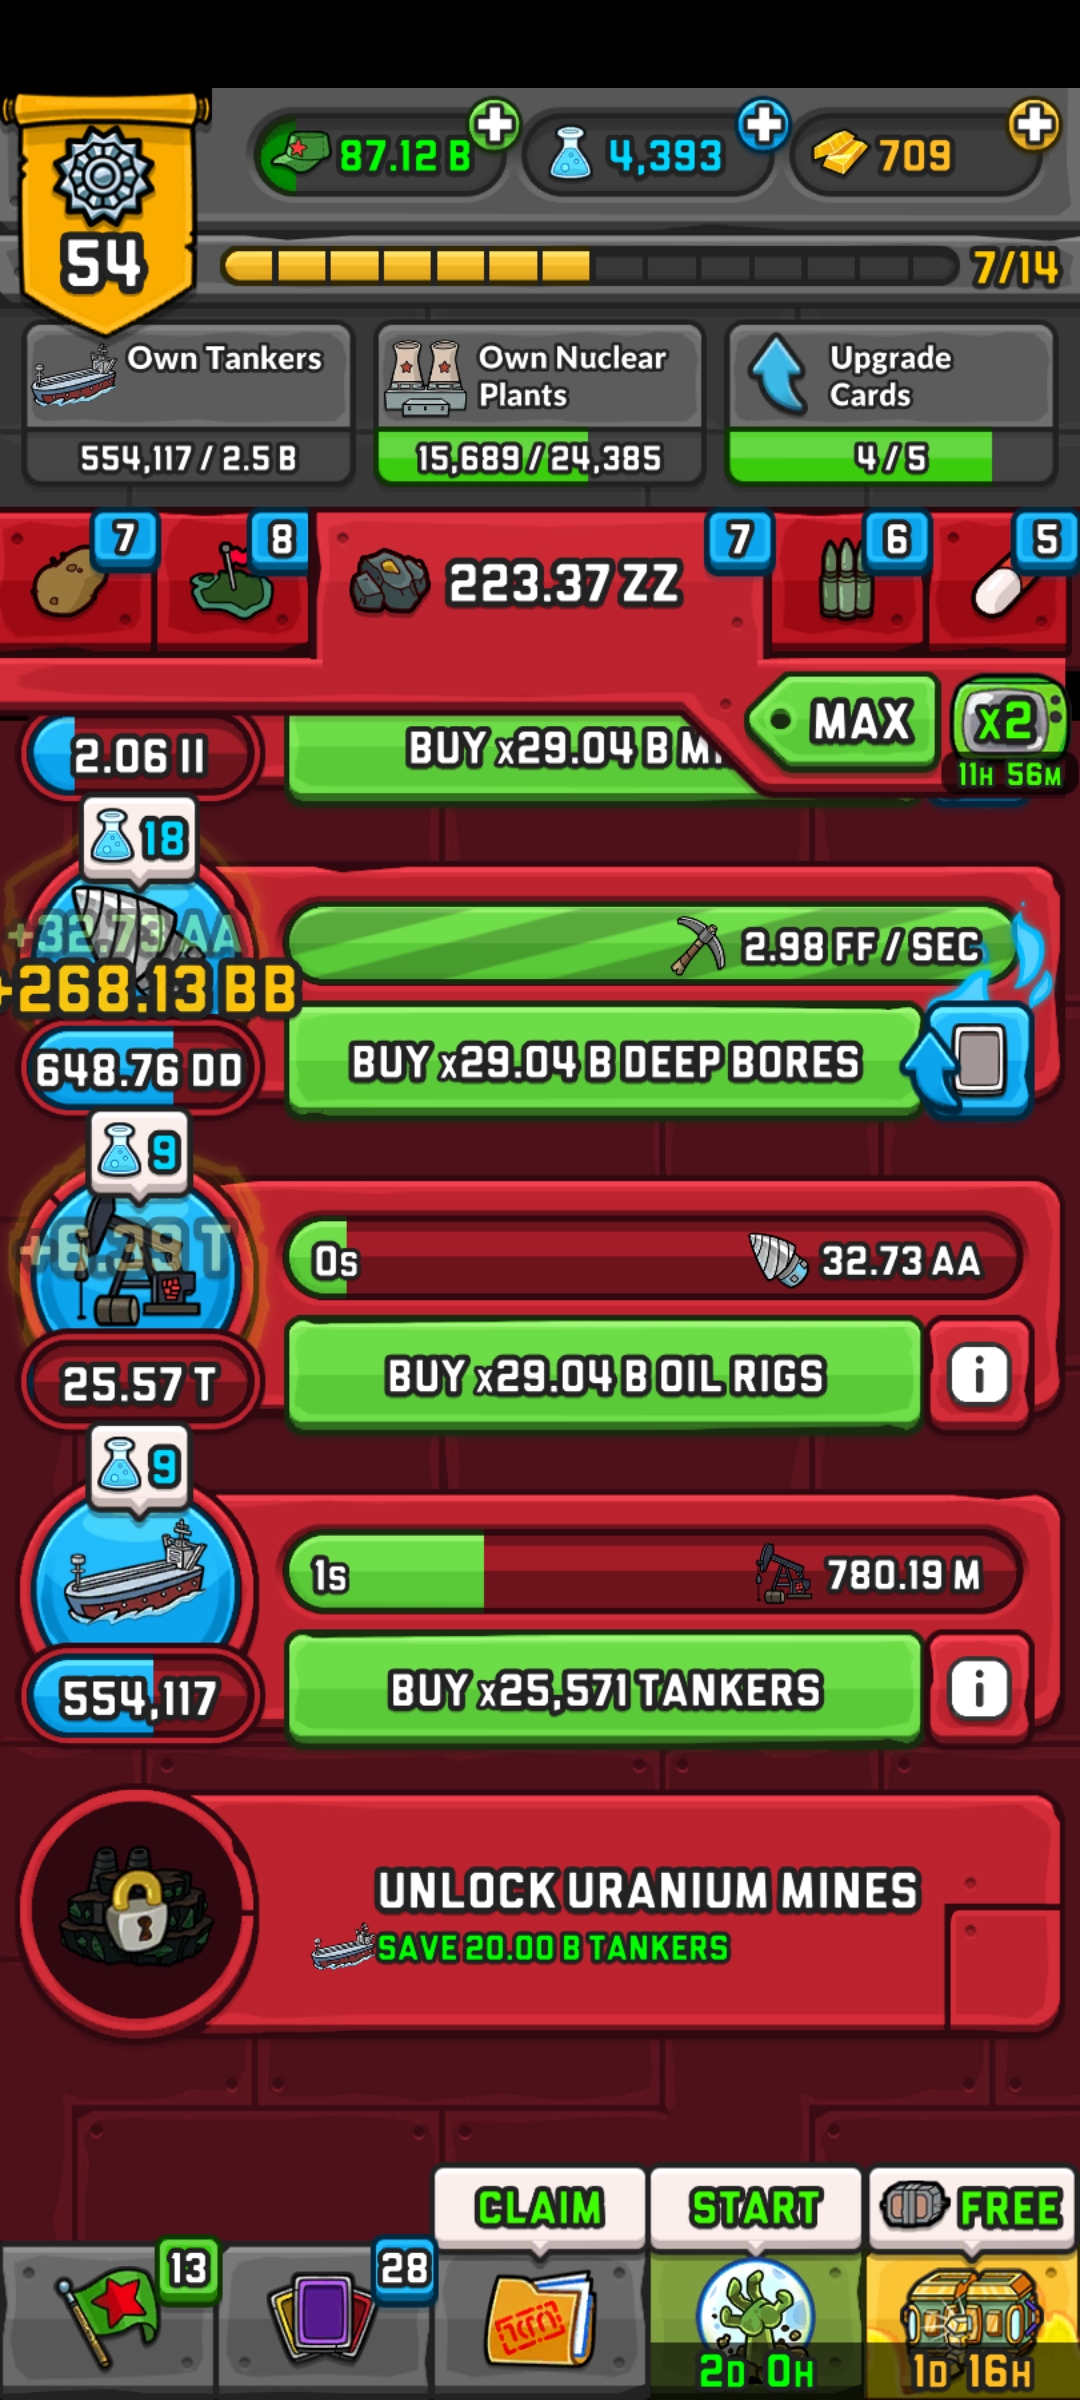 87.12 B
4,393
709
54
7/14
Own Tankers
554,117 / 2.5 B
Own Nuclear
Plants
15,689 / 24,385
Upgrade
Cards
4 / 5
7
8
223.37 ZZ
7
6
5
MAX
x2
11H 56M
2.06 II
BUY x29.04 B
18
+32.73 AA
+268.13 BB
2.98 FF / SEC
648.76 DD
BUY x29.04 B DEEP BORES
9
+6.39 T
0s
32.73 AA
25.57 T
BUY x29.04 B OIL RIGS
i
9
1s
780.19 M
554,117
BUY x25,571 TANKERS
i
UNLOCK URANIUM MINES
SAVE 20.00 B TANKERS
CLAIM
START
FREE
13
28
2D 0H
1D 16H